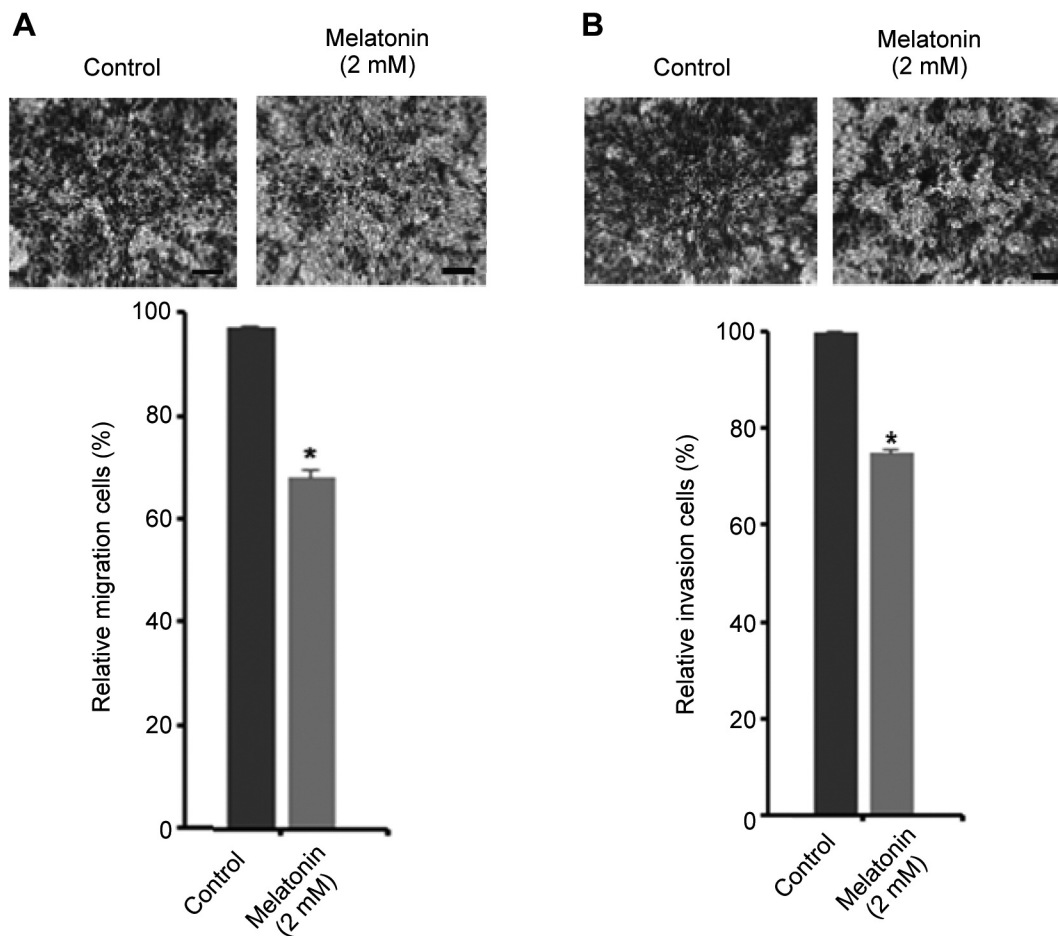 A
Control
Melatonin
(2 mM)
100
80
60
40
20
0
Relative migration cells (%)
*
Control
Melatonin
(2 mM)
B
Control
Melatonin
(2 mM)
100
80
60
40
20
0
Relative invasion cells (%)
*
Control
Melatonin
(2 mM)